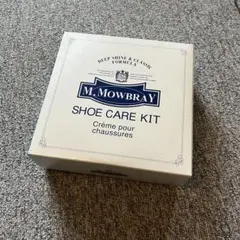 DEEP SHINE & CLASSIC
FORMULA
M. MOWBRAY
SHOE CARE KIT
Crème pour
chaussures